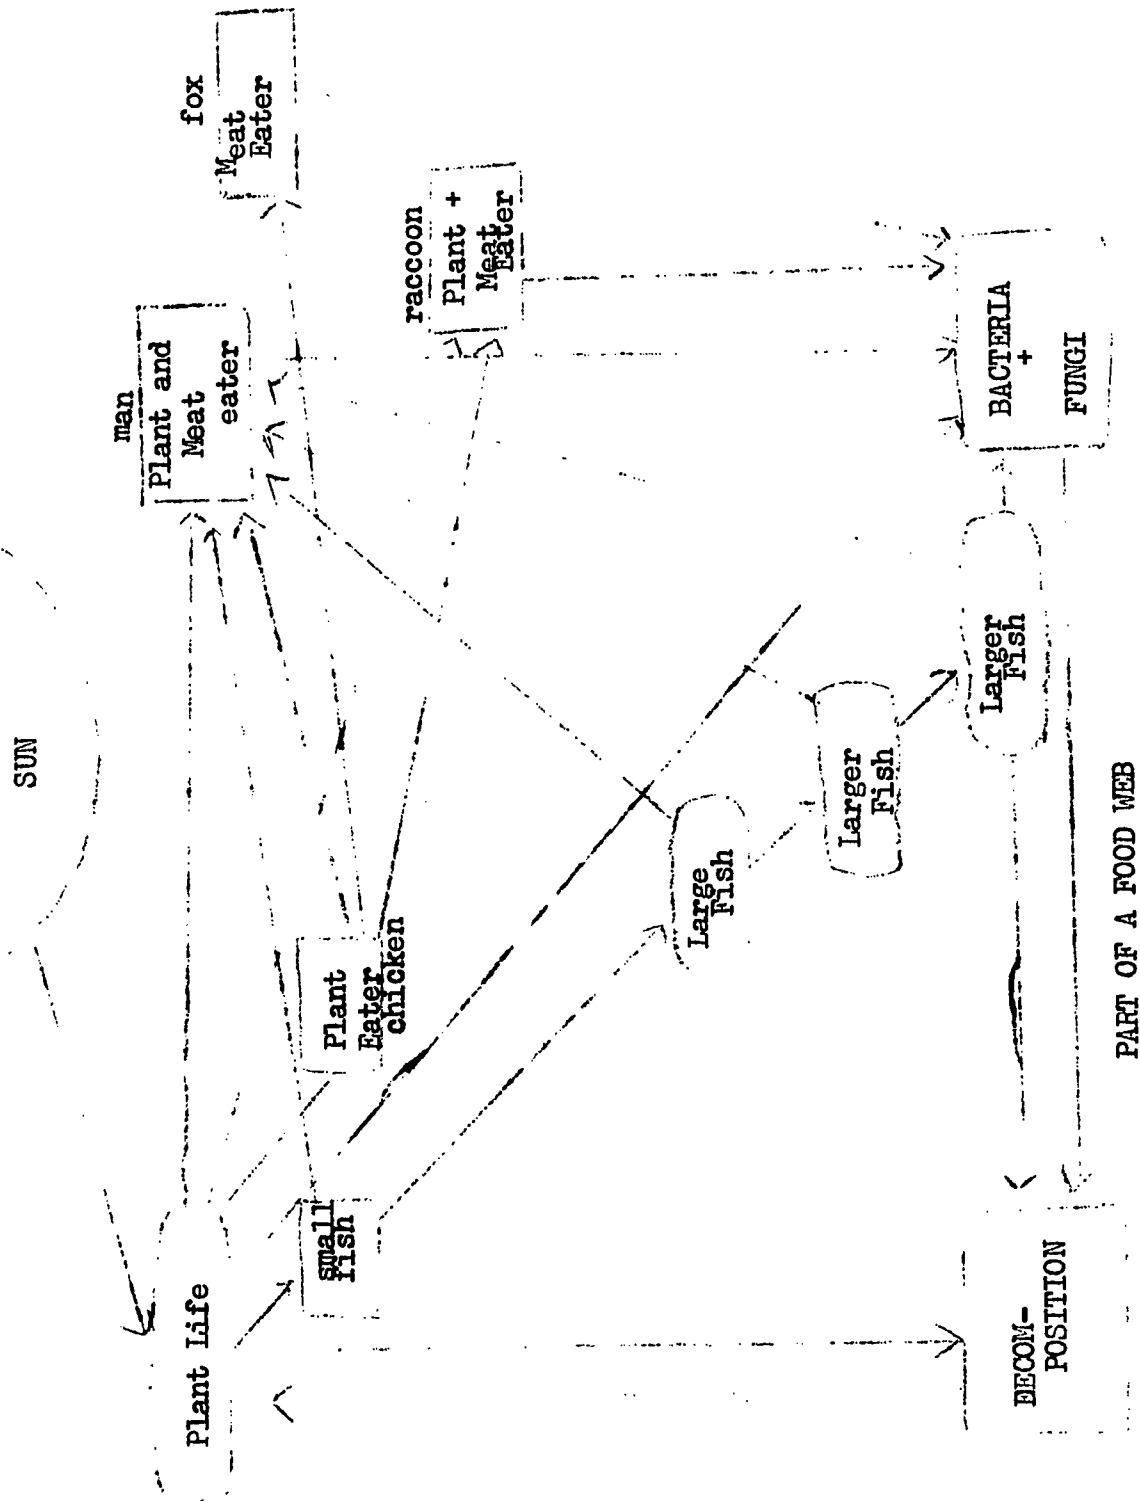 SUN
man
Plant and
Meat
eater
fox
Meat
Eater
raccoon
Plant +
Meat
Eater
Plant Life
small
fish
Plant
Eater
chicken
Large
Fish
Larger
Fish
Larger
Fish
BACTERIA
+
FUNGI
DECOM-
POSITION
PART OF A FOOD WEB